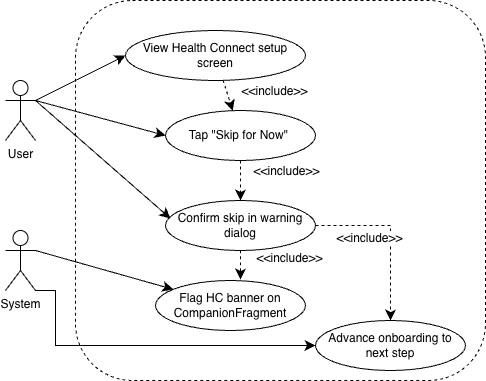 View Health Connect setup
screen
<<include>>
Tap "Skip for Now"
User
<<include>>
Confirm skip in warning
dialog
<<include>>
<<include>>
System
Flag HC banner on
CompanionFragment
Advance onboarding to
next step